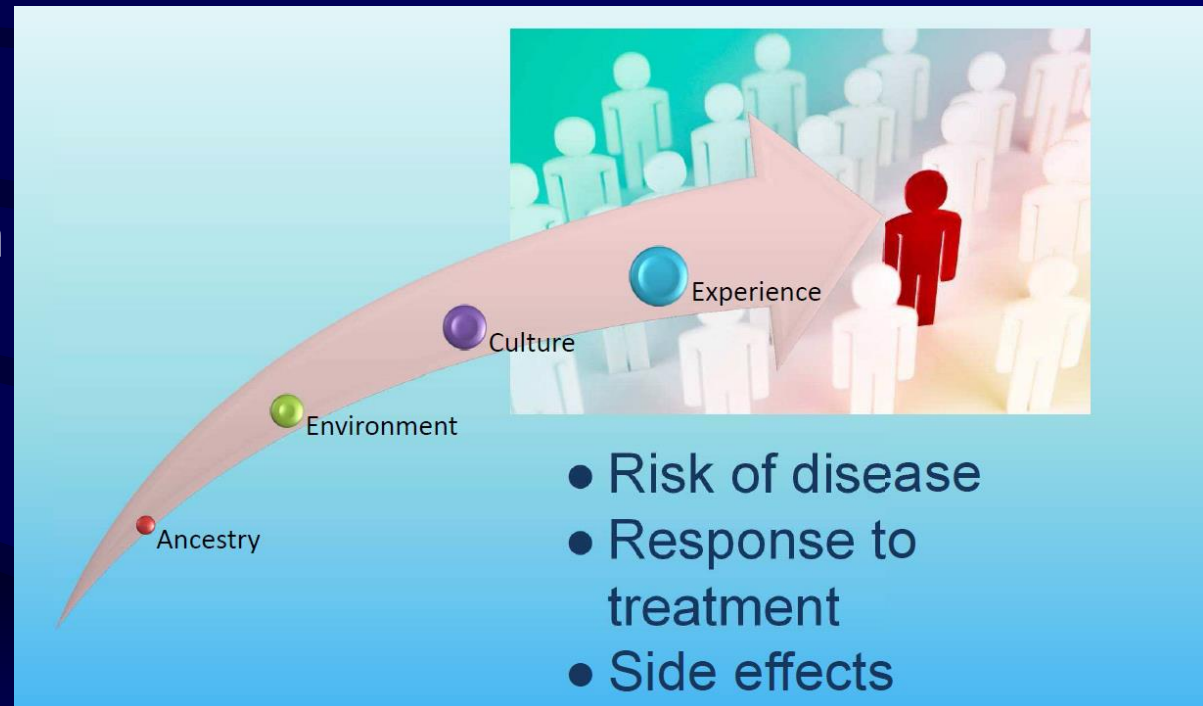 Experience
Culture
Environment
Ancestry
● Risk of disease
● Response to
treatment
● Side effects